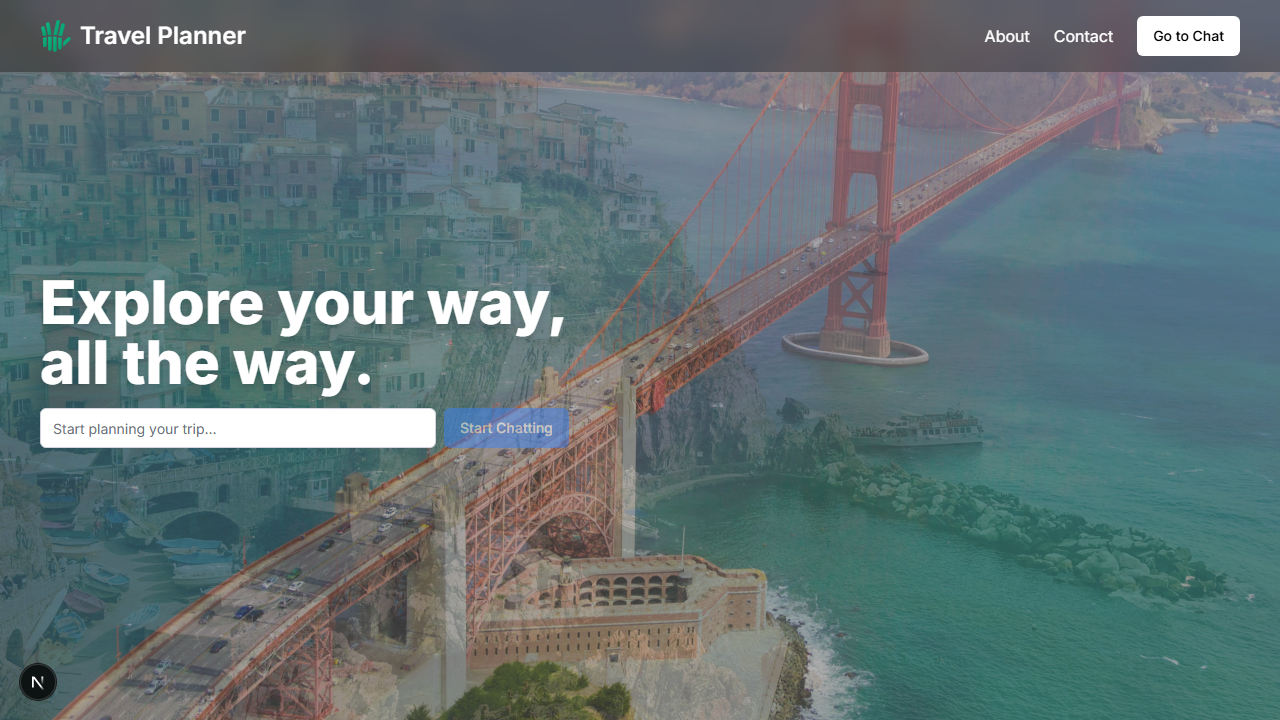 Travel Planner
About
Contact
Go to Chat
Explore your way,
all the way.
Start planning your trip...
Start Chatting
N